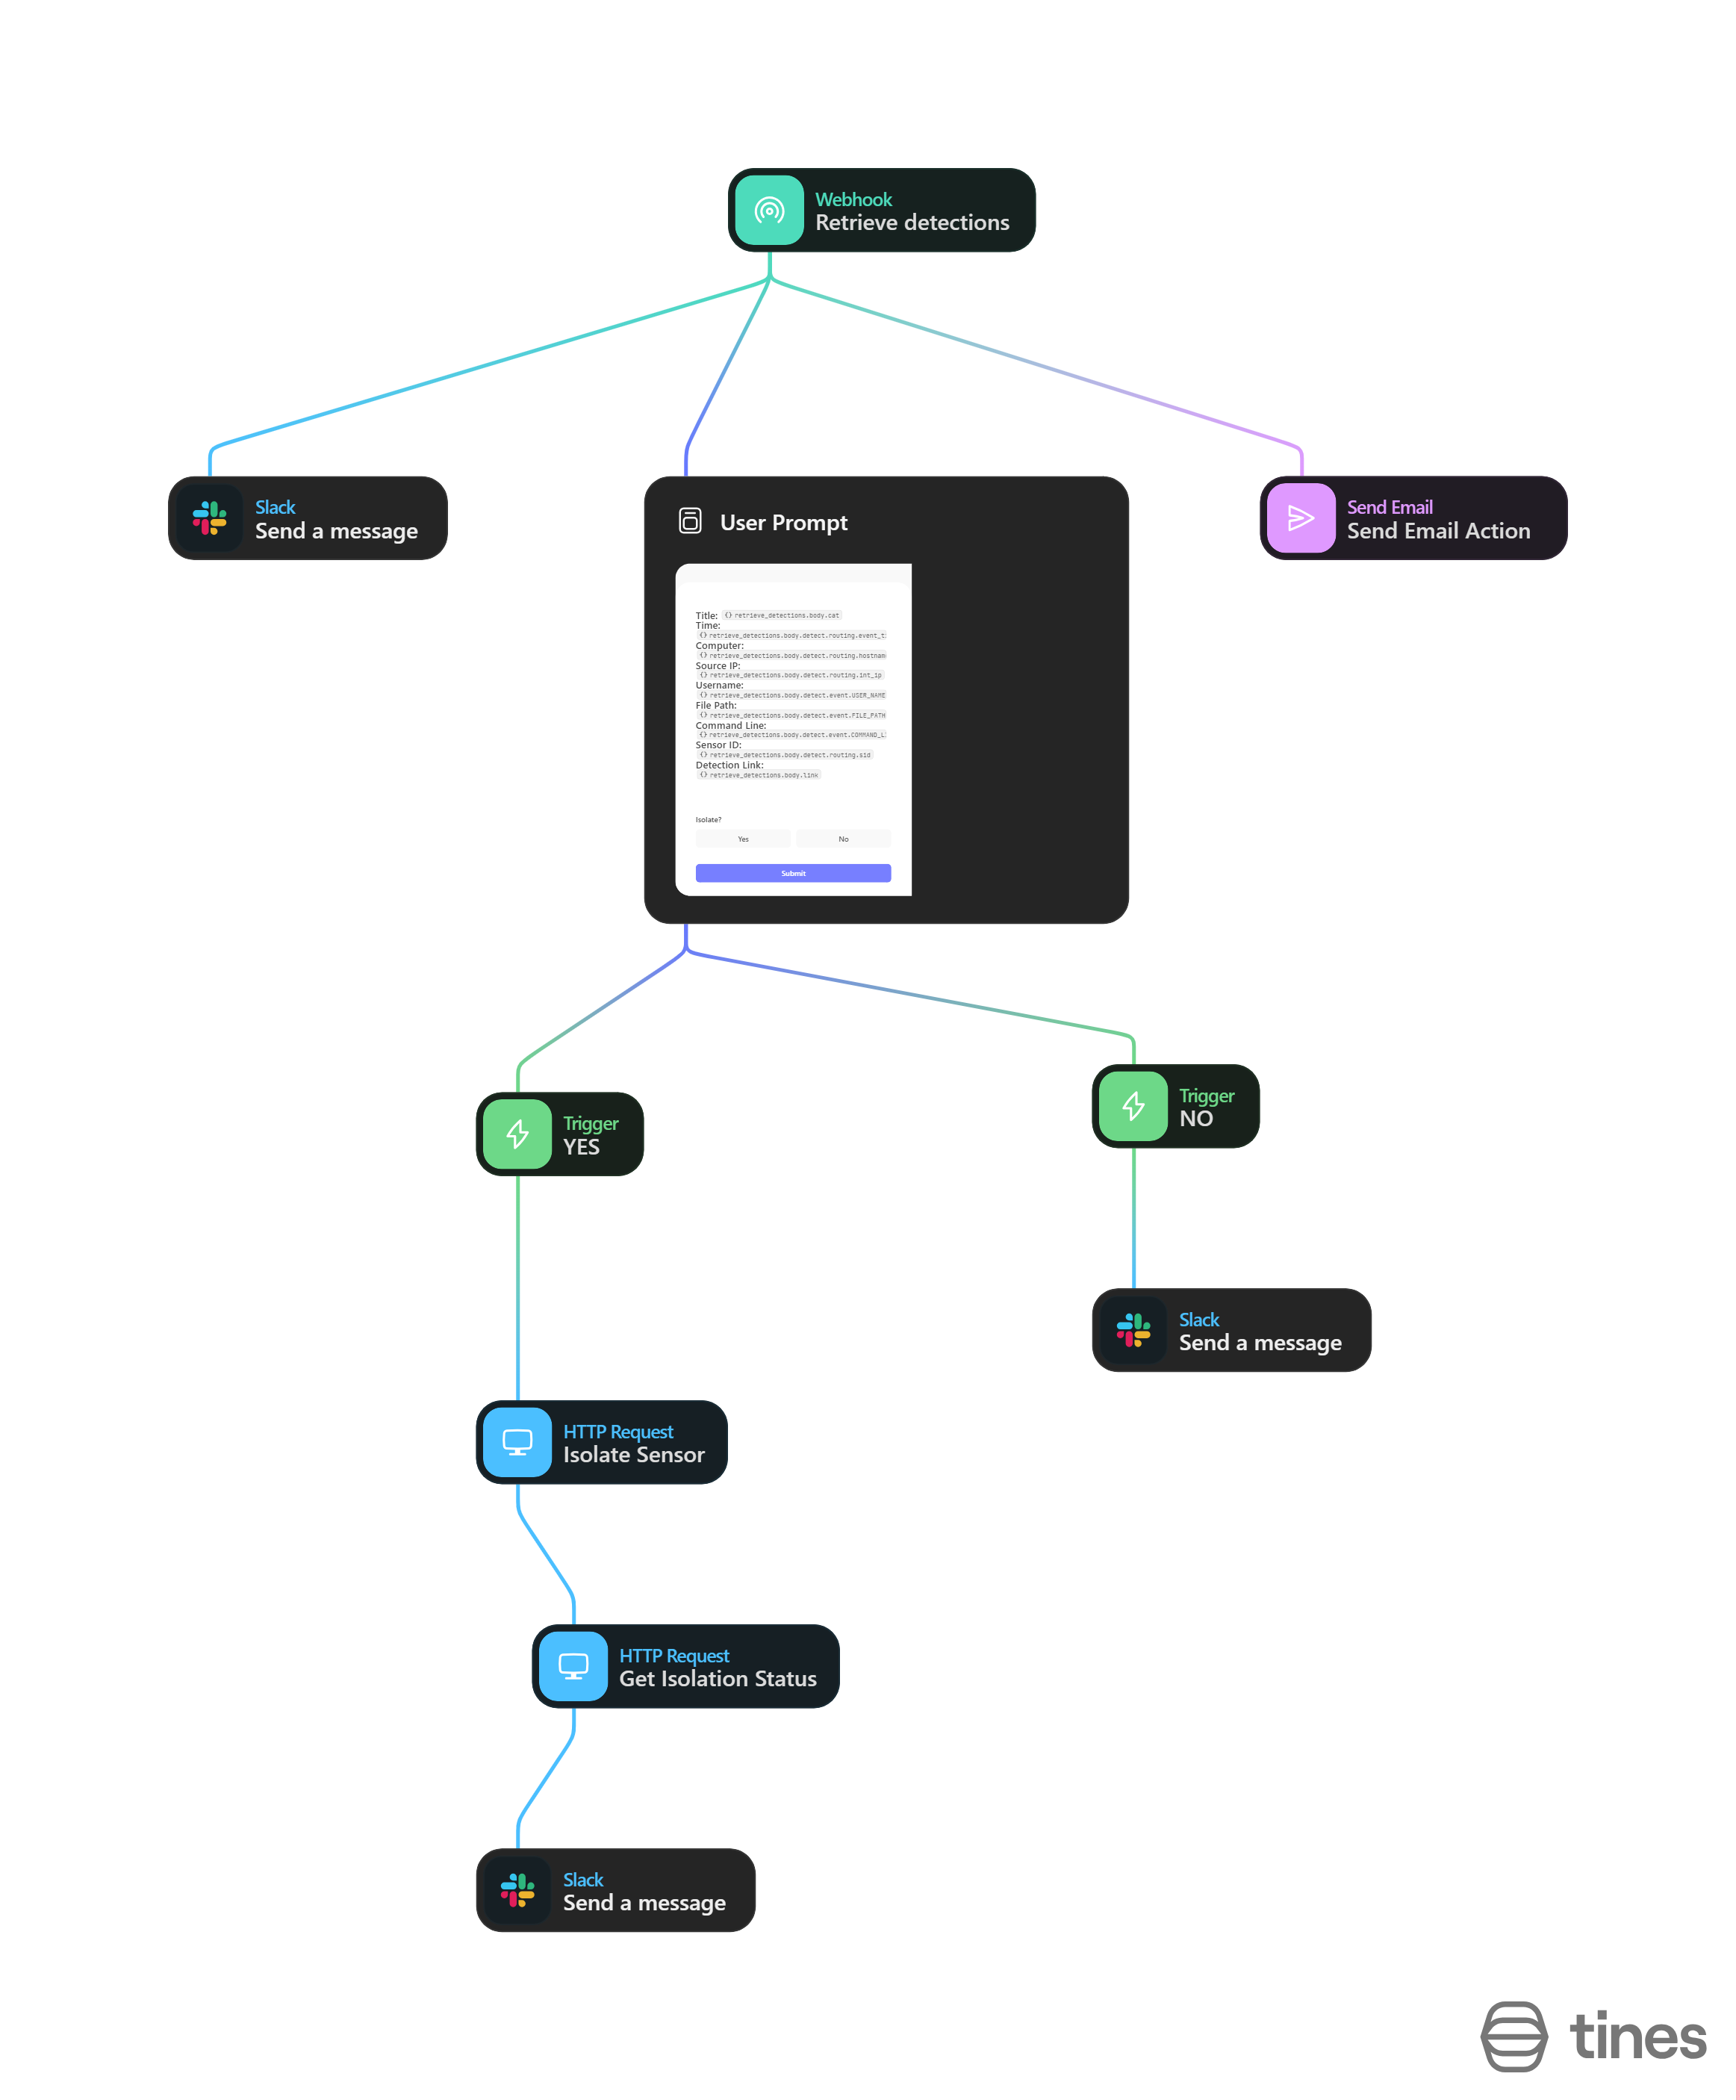 Webhook
Retrieve detections
Slack
Send a message
User Prompt
Send Email
Send Email Action
Title: {} retrieve_detections.body.cat
Time:
{} retrieve_detections.body.detect.routing.event_t
Computer:
{} retrieve_detections.body.detect.routing.hostnam
Source IP:
{} retrieve_detections.body.detect.routing.int_ip
Username:
{} retrieve_detections.body.detect.event.USER_NAME
File Path:
{} retrieve_detections.body.detect.event.FILE_PATH
Command Line:
{} retrieve_detections.body.detect.event.COMMAND_L
Sensor ID:
{} retrieve_detections.body.detect.routing.sid
Detection Link:
{} retrieve_detections.body.link
Isolate?
Yes No
Submit
Trigger
YES
Trigger
NO
Slack
Send a message
HTTP Request
Isolate Sensor
HTTP Request
Get Isolation Status
Slack
Send a message
tines